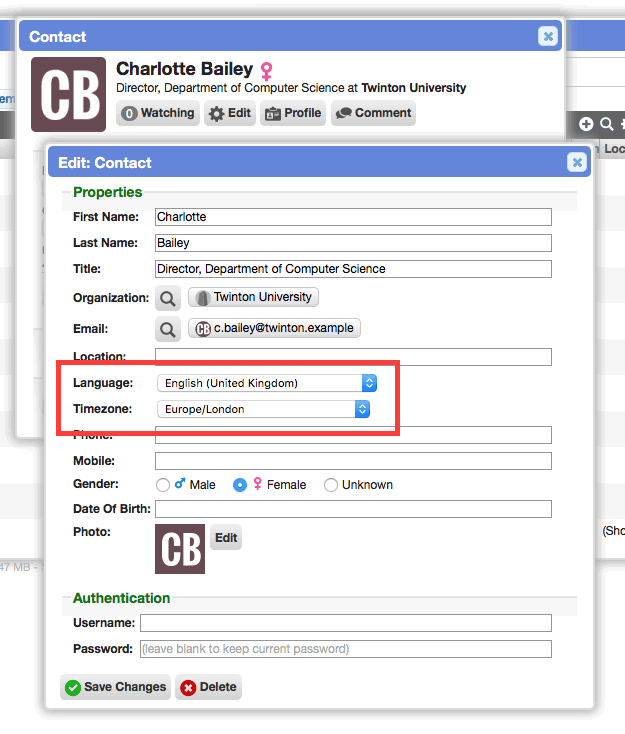 Contact
CB
Charlotte Bailey
Director, Department of Computer Science at Twinton University
0 Watching Edit Profile Comment
Loc
Edit: Contact
Properties
First Name: Charlotte
Last Name: Bailey
Title: Director, Department of Computer Science
Organization: Twinton University
Email: CB c.bailey@twinton.example
Location:
Language: English (United Kingdom)
Timezone: Europe/London
Phone:
Mobile:
Gender: Male Female Unknown
Date Of Birth:
Photo: CB Edit
(Sho
47 MB -
Authentication
Username:
Password: (leave blank to keep current password)
Save Changes Delete